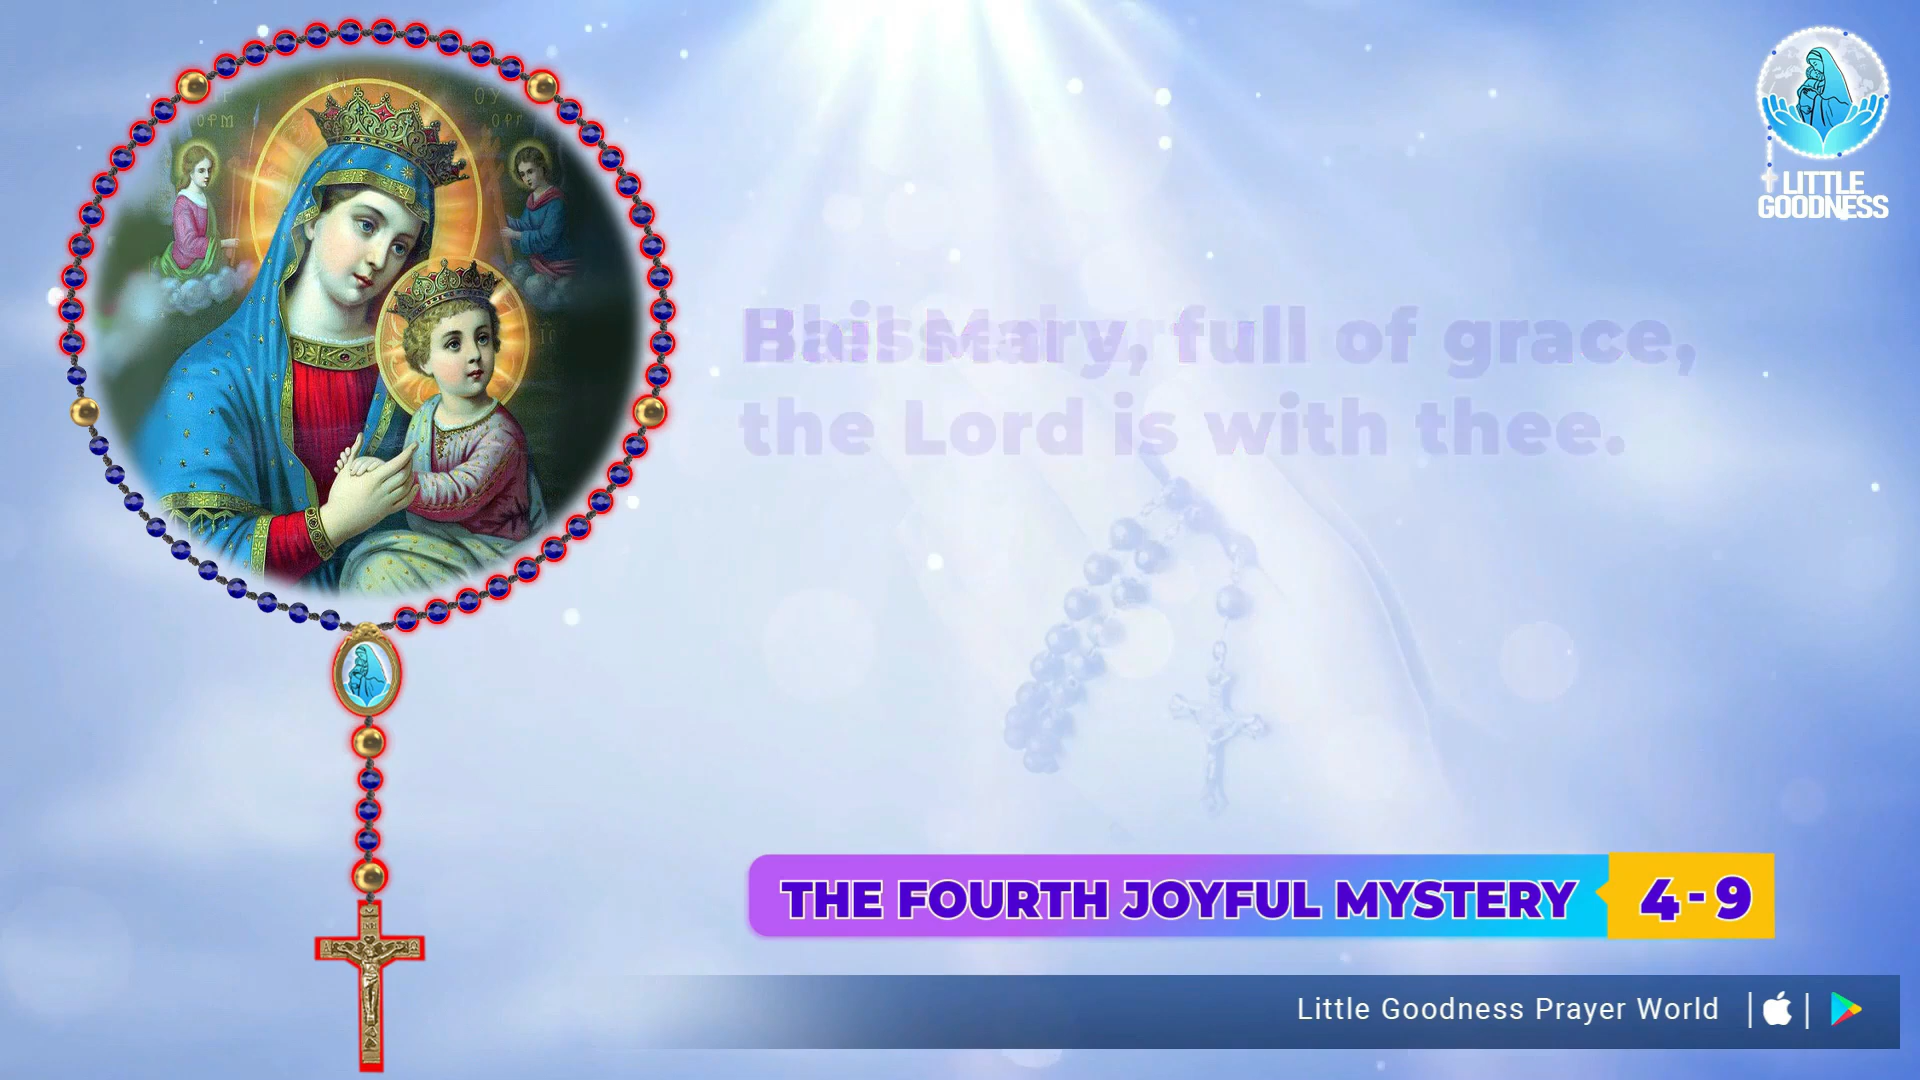 LITTLE
GOODNESS
Hail Mary, full of grace,
the Lord is with thee.
THE FOURTH JOYFUL MYSTERY 4-9
Little Goodness Prayer World